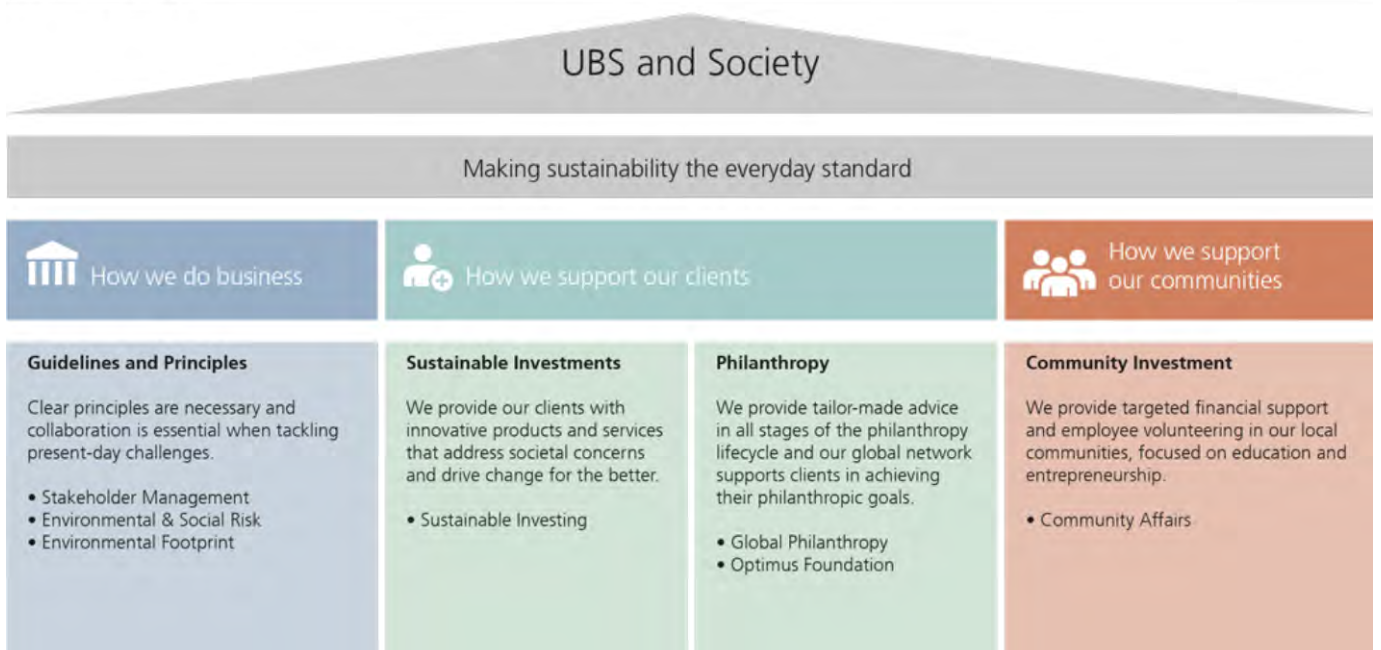 UBS and Society
Making sustainability the everyday standard
How we do business
How we support our clients
How we support
our communities
Guidelines and Principles
Clear principles are necessary and
collaboration is essential when tackling
present-day challenges.
• Stakeholder Management
• Environmental & Social Risk
• Environmental Footprint
Sustainable Investments
We provide our clients with
innovative products and services
that address societal concerns
and drive change for the better.
• Sustainable Investing
Philanthropy
We provide tailor-made advice
in all stages of the philanthropy
lifecycle and our global network
supports clients in achieving
their philanthropic goals.
• Global Philanthropy
• Optimus Foundation
Community Investment
We provide targeted financial support
and employee volunteering in our local
communities, focused on education and
entrepreneurship.
• Community Affairs